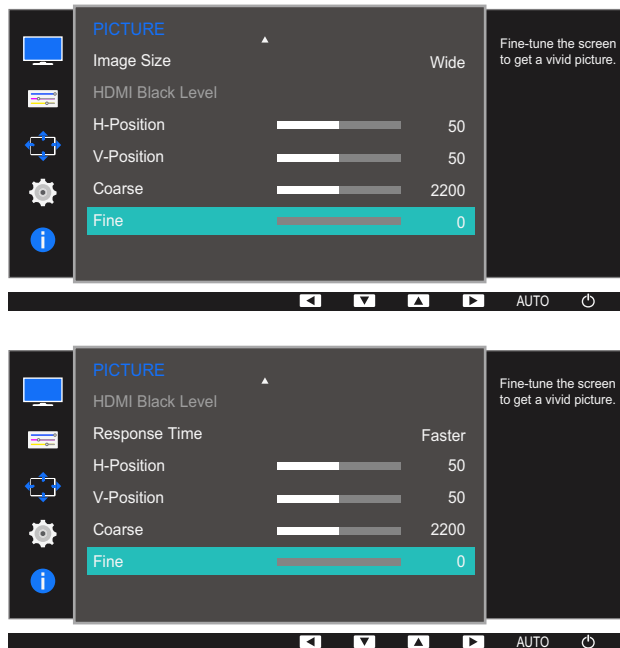 PICTURE
Image Size Wide
HDMI Black Level
H-Position 50
V-Position 50
Coarse 2200
Fine 0
Fine-tune the screen
to get a vivid picture.
AUTO
PICTURE
HDMI Black Level
Response Time Faster
H-Position 50
V-Position 50
Coarse 2200
Fine 0
Fine-tune the screen
to get a vivid picture.
AUTO